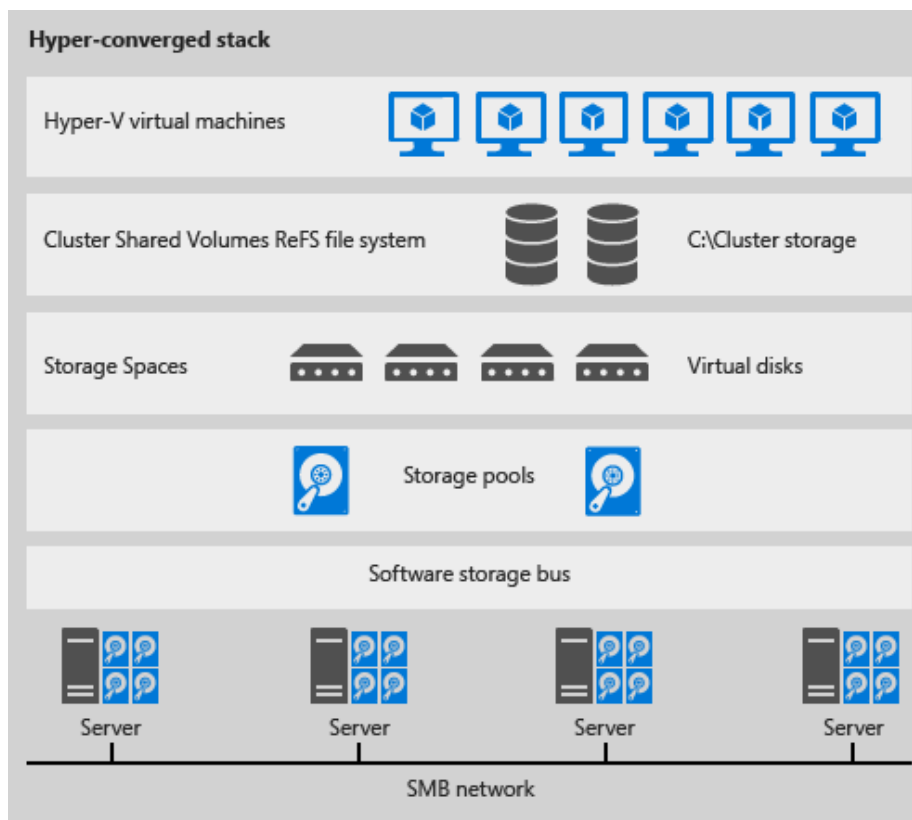 Hyper-converged stack
Hyper-V virtual machines
Cluster Shared Volumes ReFS file system
C:\Cluster storage
Storage Spaces
Virtual disks
Storage pools
Software storage bus
Server
Server
Server
Server
SMB network